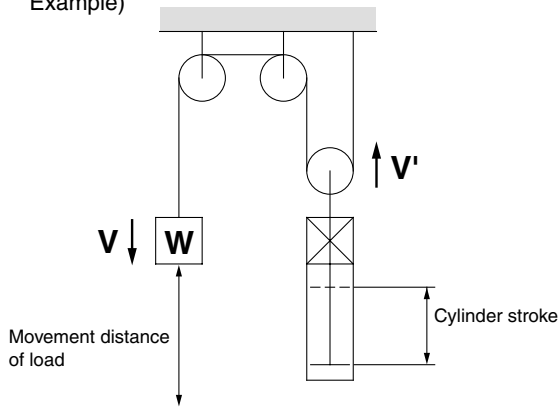 Example)
V'
V
W
Cylinder stroke
Movement distance
of load